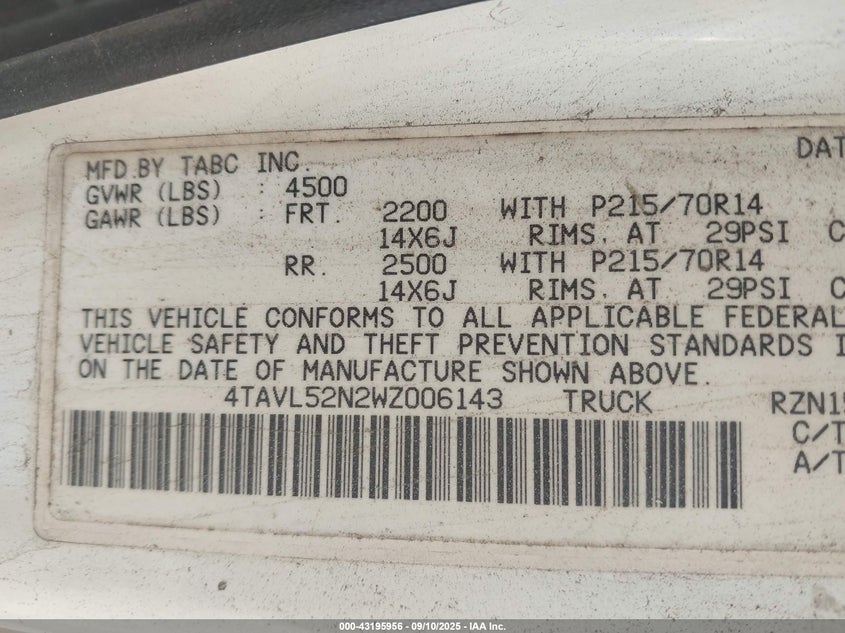 DAT
MFD.BY TABC INC.
GVWR (LBS) : 4500
GAWR (LBS) : FRT. 2200 WITH P215/70R14
14X6J RIMS, AT 29PSI C
RR. 2500 WITH P215/70R14
14X6J RIMS, AT 29PSI C
THIS VEHICLE CONFORMS TO ALL APPLICABLE FEDERAL
VEHICLE SAFETY AND THEFT PREVENTION STANDARDS I
ON THE DATE OF MANUFACTURE SHOWN ABOVE.
4TAVL52N2WZ006143 TRUCK RZN15
C/T
A/T
000-43195956 - 09/10/2025 - IAA Inc.